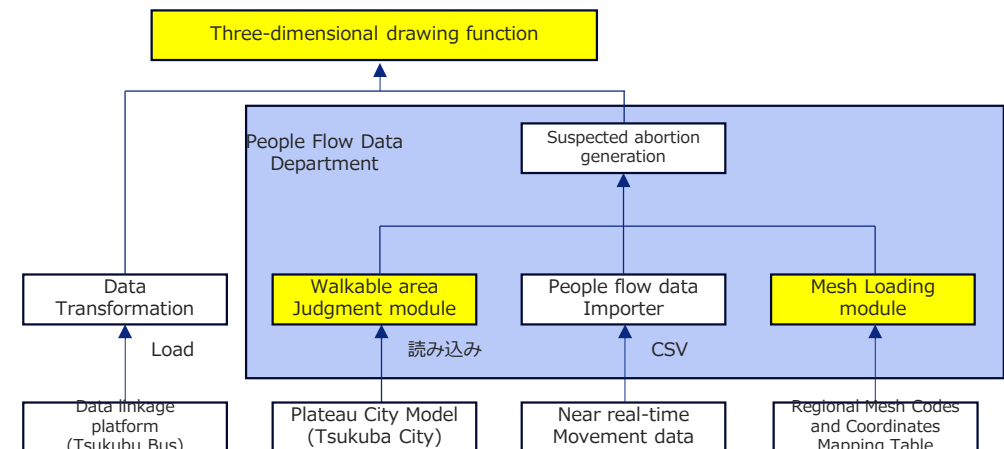 Three-dimensional drawing function
People Flow Data
Department
Suspected abortion
generation
Data
Transformation
Walkable area
Judgment module
People flow data
Importer
Mesh Loading
module
Load
読み込み
CSV
Data linkage
platform
(Tsukubu Bus)
Plateau City Model
(Tsukuba City)
Near real-time
Movement data
Regional Mesh Codes
and Coordinates
Mapping Table